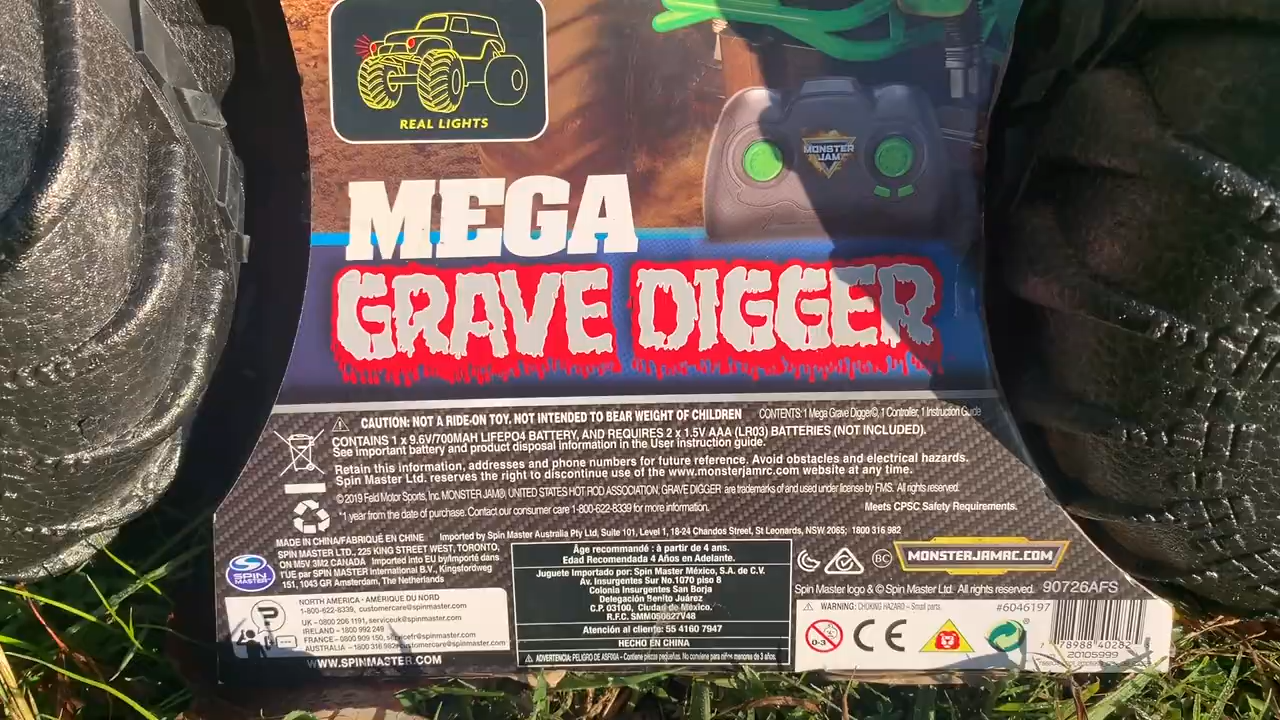 REAL LIGHTS
MONSTER
JAM
MEGA
GRAVE DIGGER
CAUTION: NOT A RIDE-ON TOY. NOT INTENDED TO BEAR WEIGHT OF CHILDREN
CONTENTS: 1 Mega Grave Digger©, 1 Controller, 1 Instruction Guide
CONTAINS 1 x 9.6V/700MAH LIFEPO4 BATTERY, AND REQUIRES 2 x 1.5V AAA (LR03) BATTERIES (NOT INCLUDED).
See important battery and product disposal information in the User instruction guide.
Retain this information, addresses and phone numbers for future reference. Avoid obstacles and electrical hazards.
Spin Master Ltd. reserves the right to discontinue use of the www.monsterjamrc.com website at any time.
©2019 Feld Motor Sports, Inc. MONSTER JAM®, UNITED STATES HOT ROD ASSOCIATION, GRAVE DIGGER are trademarks of and used under license by FMS. All rights reserved.
*1 year from the date of purchase. Contact our consumer care 1-800-622-8339 for more information.
Meets CPSC Safety Requirements.
MADE IN CHINA/FABRIQUÉ EN CHINE
Imported by Spin Master Australia Pty Ltd, Suite 101, Level 1, 18-24 Chandos Street, St Leonards, NSW 2065; 1800 316 982
SPIN MASTER LTD., 225 KING STREET WEST, TORONTO,
ON M5V 3M2 CANADA Imported into EU by/Importé dans
l'UE par SPIN MASTER International B.V., Kingsfordweg
151, 1043 GR Amsterdam, The Netherlands
SPIN
MASTER
NORTH AMERICA - AMÉRIQUE DU NORD
1-800-622-8339, customercare@spinmaster.com
UK – 0800 206 1191, serviceuk@spinmaster.com
IRELAND – 1800 992 249
FRANCE – 0800 909 150, servicefr@spinmaster.com
AUSTRALIA – 1800 316 982 customercare@spinmaster.com
WWW.SPINMASTER.COM
Âge recommandé : à partir de 4 ans.
Edad Recomendada 4 Años en Adelante.
Juguete Importado por: Spin Master México, S.A. de C.V.
Av. Insurgentes Sur No.1070 piso 8
Colonia Insurgentes San Borja
Delegación Benito Juárez
C.P. 03100, Ciudad de México.
R.F.C. SMM050627V48
Atención al cliente: 55 4160 7947
HECHO EN CHINA
ADVERTENCIA: PELIGRO DE ASFIXIA – Contiene piezas pequeñas. No conviene para niños menores de 3 años.
BC
MONSTERJAMRC.COM
Spin Master logo & © Spin Master Ltd. All rights reserved.
90726AFS
WARNING: CHOKING HAZARD – Small parts.
#6046197
0-3
CE
7 78988 40282
20105999